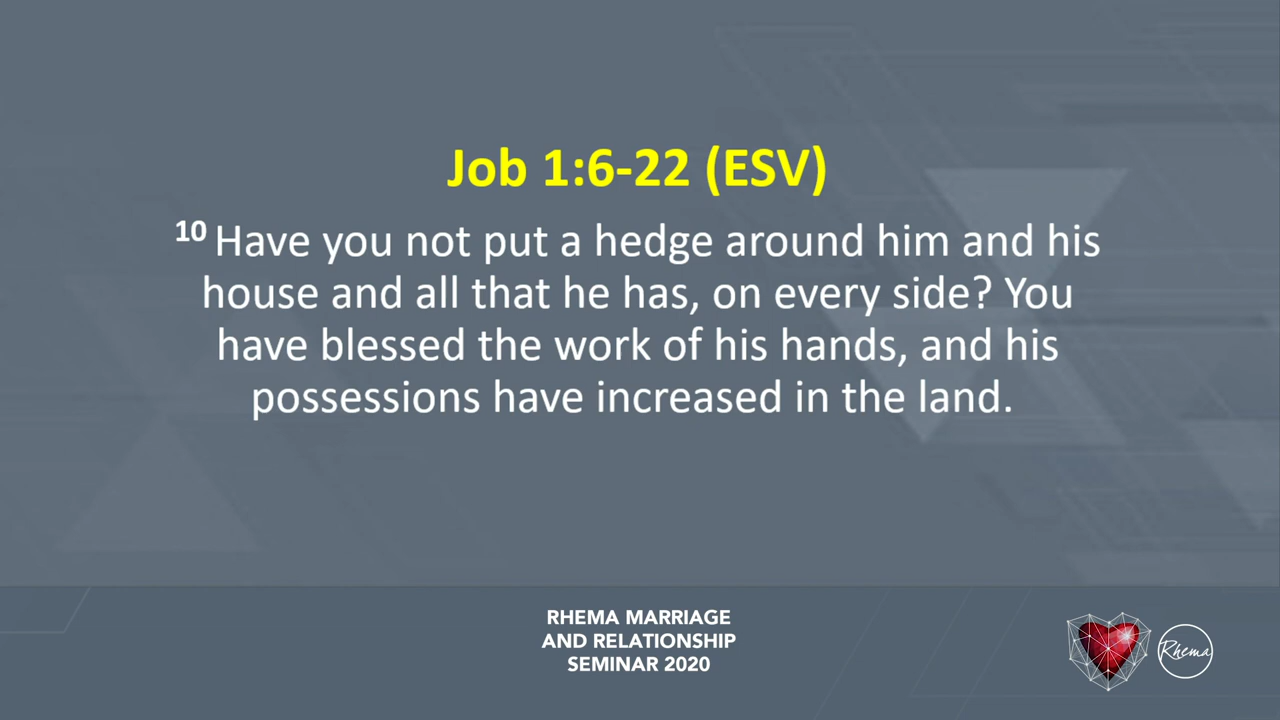 Job 1:6-22 (ESV)
10 Have you not put a hedge around him and his
house and all that he has, on every side? You
have blessed the work of his hands, and his
possessions have increased in the land.
RHEMA MARRIAGE
AND RELATIONSHIP
SEMINAR 2020
Rhema